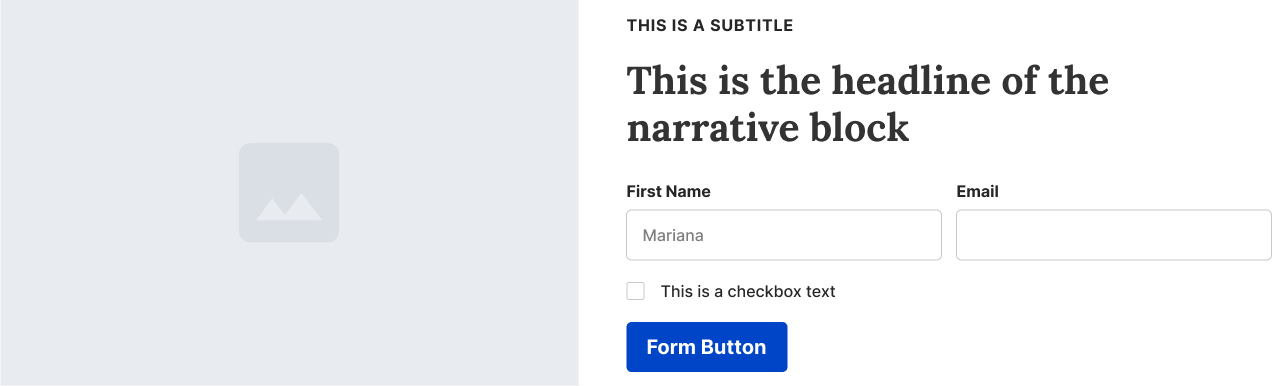 THIS IS A SUBTITLE
This is the headline of the
narrative block
First Name
Email
Mariana
This is a checkbox text
Form Button